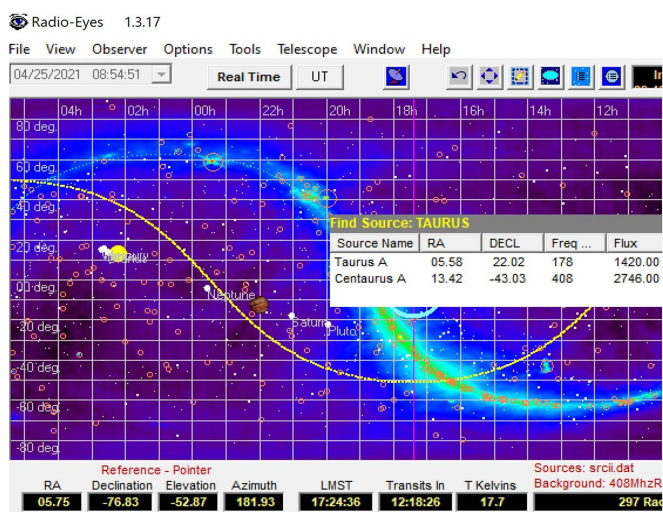 Radio-Eyes 1.3.17
File View Observer Options Tools Telescope Window Help
04/25/2021 08:54:51 Real Time UT
04h 02h 00h 22h 20h 18h 16h 14h 12h
80 deg.
60 deg.
40 deg.
Find Source: TAURUS
Source Name RA DECL Freq ... Flux
20 deg.
Taurus A 05.58 22.02 178 1420.00
Centaurus A 13.42 -43.03 408 2746.00
00 deg.
Neptune
-20 deg.
Saturn
Pluto
-40 deg.
-60 deg.
-80 deg.
Reference - Pointer
Sources: srcii.dat
RA Declination Elevation Azimuth LMST Transits In T Kelvins Background: 408MhzR
05.75 -76.83 -52.87 181.93 17:24:36 12:18:26 17.7 297 Rad